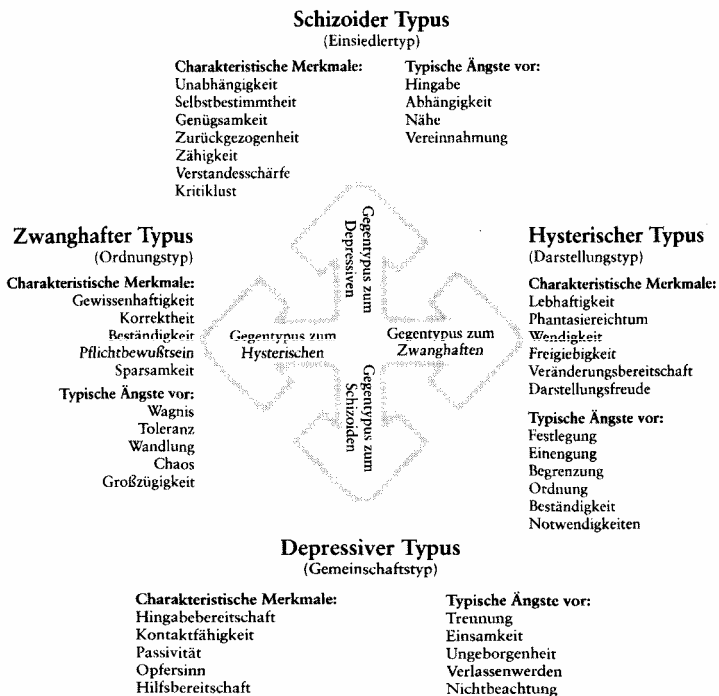 Schizoider Typus
(Einsiedlertyp)
Charakteristische Merkmale:
Unabhängigkeit
Selbstbestimmtheit
Genügsamkeit
Zurückgezogenheit
Zähigkeit
Verstandesschärfe
Kritiklust
Typische Ängste vor:
Hingabe
Abhängigkeit
Nähe
Vereinnahmung
Zwanghafter Typus
(Ordnungstyp)
Charakteristische Merkmale:
Gewissenhaftigkeit
Korrektheit
Beständigkeit
Pflichtbewußtsein
Sparsamkeit
Typische Ängste vor:
Wagnis
Toleranz
Wandlung
Chaos
Großzügigkeit
Gegentypus zum
Depressiven
Gegentypus zum
Hysterischen
Gegentypus zum
Zwanghaften
Gegentypus zum
Schizoiden
Hysterischer Typus
(Darstellungstyp)
Charakteristische Merkmale:
Lebhaftigkeit
Phantasiereichtum
Wendigkeit
Freigiebigkeit
Veränderungsbereitschaft
Darstellungsfreude
Typische Ängste vor:
Festlegung
Einengung
Begrenzung
Ordnung
Beständigkeit
Notwendigkeiten
Depressiver Typus
(Gemeinschaftstyp)
Charakteristische Merkmale:
Hingabebereitschaft
Kontaktfähigkeit
Passivität
Opfersinn
Hilfsbereitschaft
Typische Ängste vor:
Trennung
Einsamkeit
Ungeborgenheit
Verlassenwerden
Nichtbeachtung